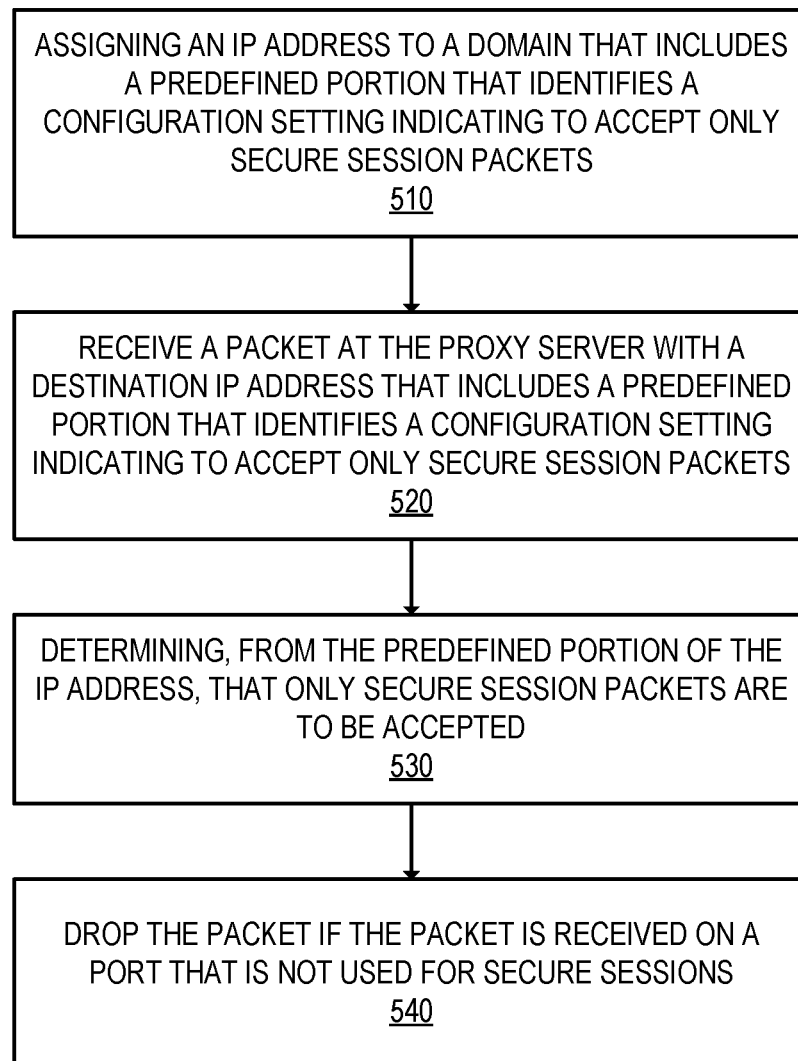 ASSIGNING AN IP ADDRESS TO A DOMAIN THAT INCLUDES
A PREDEFINED PORTION THAT IDENTIFIES A
CONFIGURATION SETTING INDICATING TO ACCEPT ONLY
SECURE SESSION PACKETS
510
RECEIVE A PACKET AT THE PROXY SERVER WITH A
DESTINATION IP ADDRESS THAT INCLUDES A PREDEFINED
PORTION THAT IDENTIFIES A CONFIGURATION SETTING
INDICATING TO ACCEPT ONLY SECURE SESSION PACKETS
520
DETERMINING, FROM THE PREDEFINED PORTION OF THE
IP ADDRESS, THAT ONLY SECURE SESSION PACKETS ARE
TO BE ACCEPTED
530
DROP THE PACKET IF THE PACKET IS RECEIVED ON A
PORT THAT IS NOT USED FOR SECURE SESSIONS
540